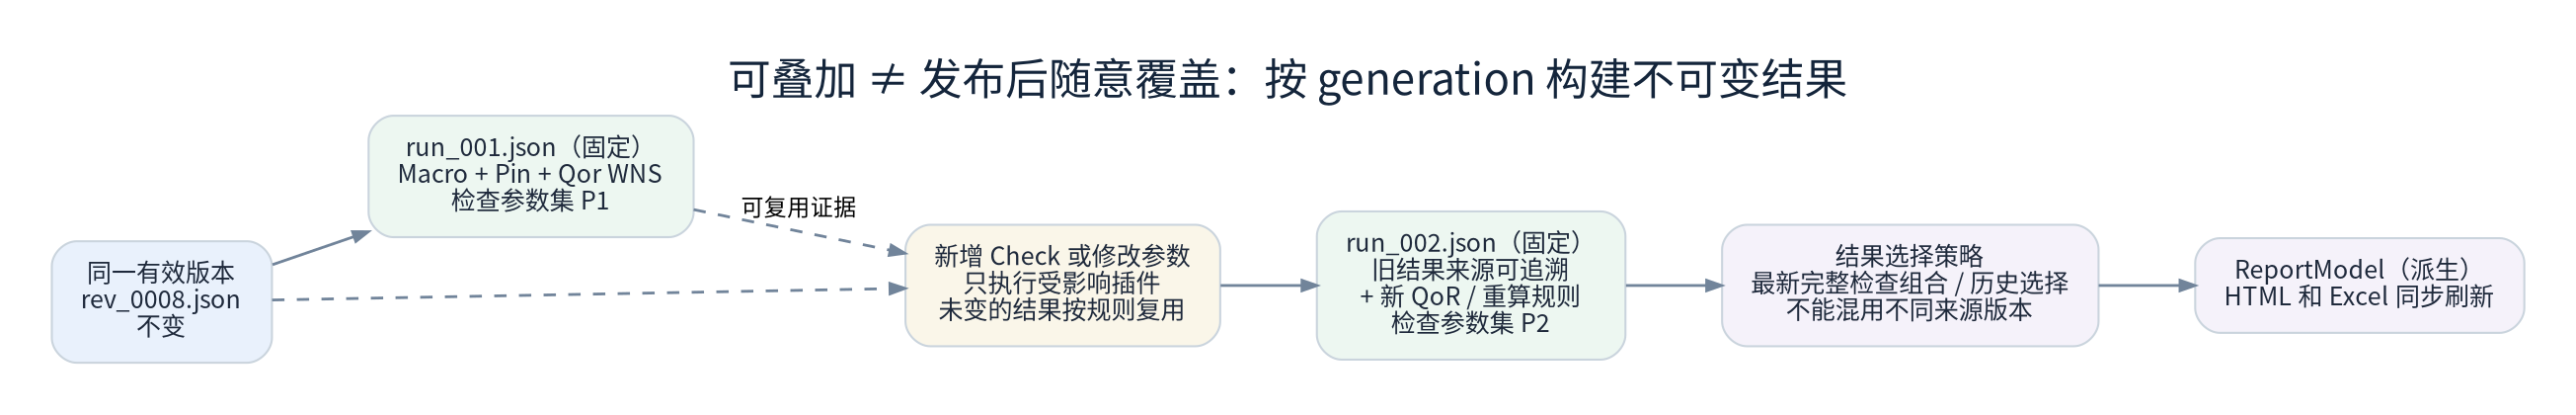 可叠加 ≠ 发布后随意覆盖：按 generation 构建不可变结果
run_001.json（固定）
Macro + Pin + Qor WNS
检查参数集 P1
可复用证据
同一有效版本
rev_0008.json
不变
新增 Check 或修改参数
只执行受影响插件
未变的结果按规则复用
run_002.json（固定）
旧结果来源可追溯
+ 新 QoR / 重算规则
检查参数集 P2
结果选择策略
最新完整检查组合 / 历史选择
不能混用不同来源版本
ReportModel（派生）
HTML 和 Excel 同步刷新